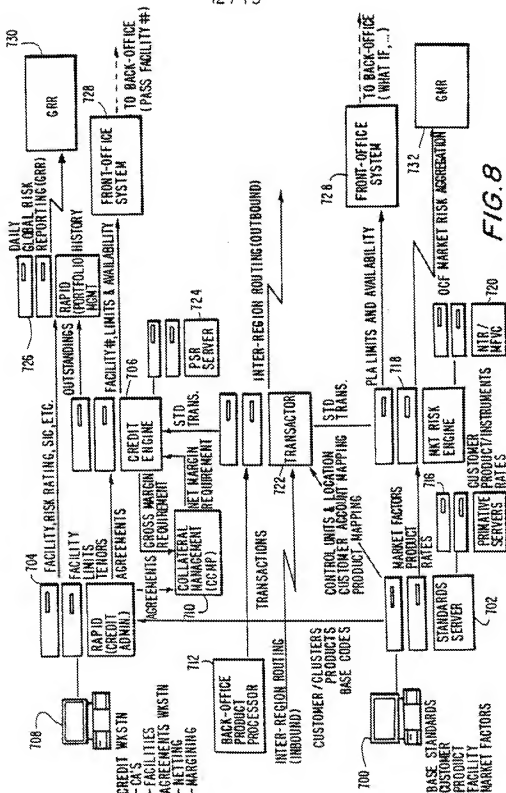 730
GRR
TO BACK-OFFICE
(PASS FACILITY #)
728
FRONT-OFFICE
SYSTEM
DAILY
GLOBAL RISK
REPORTING (GRR)
726
RAPID
(PORTFOLIO
MGMT
HISTORY
FACILITY, RISK RATING, SIC, ETC.
OUTSTANDINGS
FACILITY #, LIMITS & AVAILABILITY
704
FACILITY
LIMITS
TENORS
AGREEMENTS
RAPID
(CREDIT
ADMIN)
706
CREDIT
ENGINE
724
PSR
SERVER
708
CREDIT WKSTN
- CA'S
- FACILITIES
AGREEMENTS WKSTN
- NETTING
- MARGINING
AGREEMENTS
GROSS MARGIN
REQUIREMENT
NET MARGIN
REQUIREMENT
COLLATERAL
MANAGEMENT
(CCMP)
710
STD
TRANS.
INTER-REGION ROUTING (OUTBOUND)
712
BACK-OFFICE
PRODUCT
PROCESSOR
TRANSACTIONS
TRANSACTOR
722
INTER-REGION ROUTING
(INBOUND)
STD
TRANS.
CONTROL UNITS & LOCATION
CUSTOMER ACCOUNT MAPPING
PRODUCT MAPPING
CUSTOMER/CLUSTERS
PRODUCTS
BASE CODES
TO BACK-OFFICE
(WHAT IF,...)
728
FRONT-OFFICE
SYSTEM
PLA LIMITS AND AVAILABILITY
718
MKT RISK
ENGINE
MARKET FACTORS
PRODUCT
RATES
OCF MARKET RISK AGGREGATION
GMR
732
700
BASE STANDARDS
CUSTOMER
PRODUCT
FACILITY
MARKET FACTORS
STANDARDS
SERVER
702
716
PRIMATIVE
SERVERS
CUSTOMER
PRODUCT/INSTRUMENTS
RATES
NTR/
MFVC
720
FIG. 8